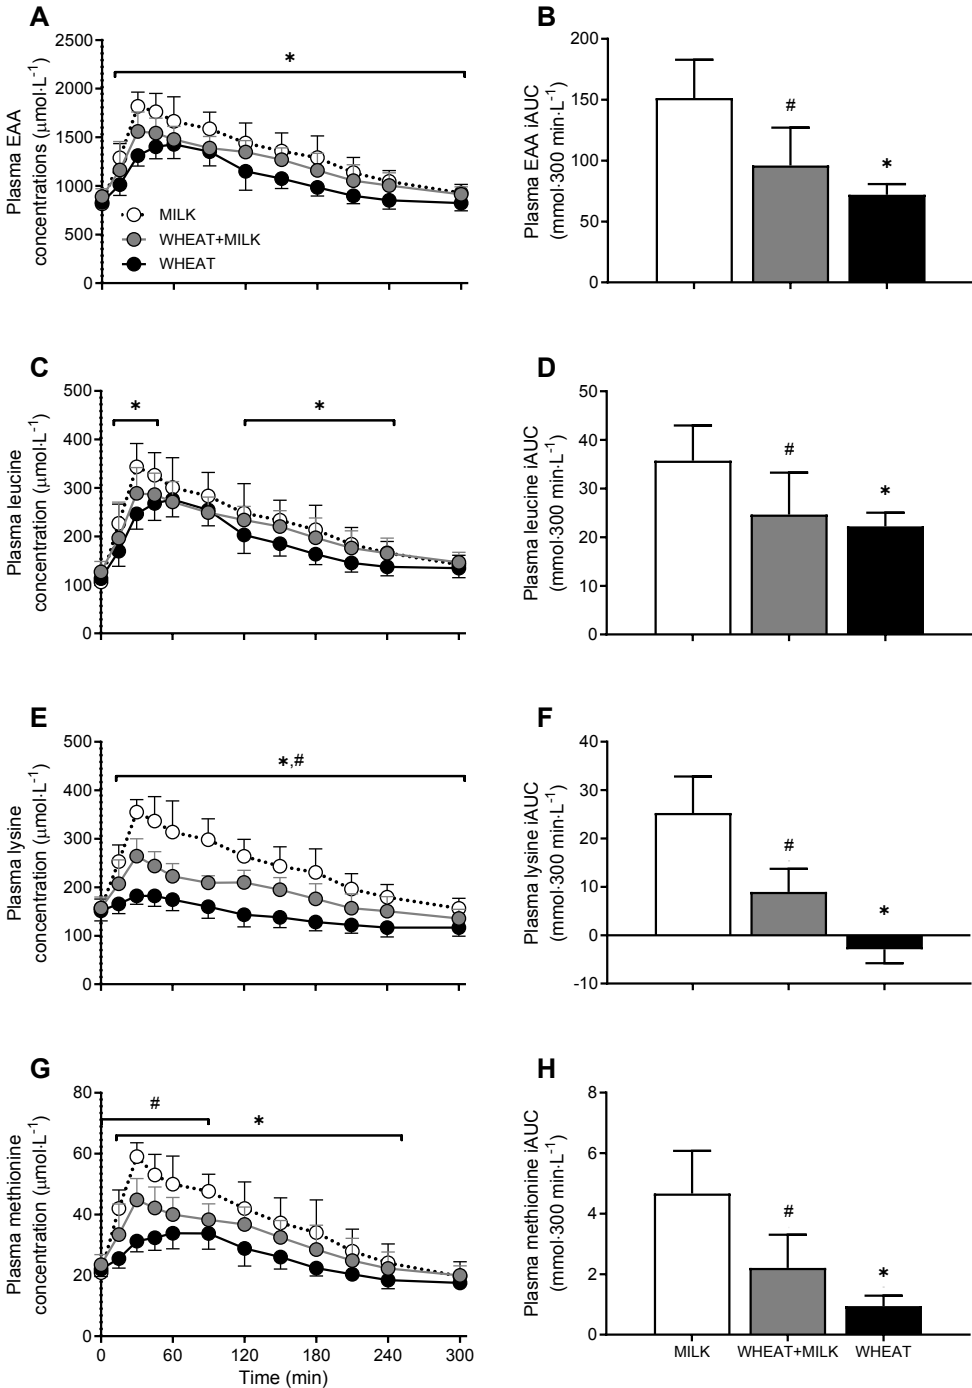 A
Plasma EAA
concentrations (μmol·L⁻¹)
2500
2000
1500
1000
500
0
*
MILK
WHEAT+MILK
WHEAT
B
Plasma EAA iAUC
(mmol·300 min·L⁻¹)
200
150
100
50
0
#
*
C
Plasma leucine
concentration (μmol·L⁻¹)
500
400
300
200
100
0
*
*
D
Plasma leucine iAUC
(mmol·300 min·L⁻¹)
50
40
30
20
10
0
#
*
E
Plasma lysine
concentration (μmol·L⁻¹)
500
400
300
200
100
0
*,#
F
Plasma lysine iAUC
(mmol·300 min·L⁻¹)
40
30
20
10
0
-10
#
*
G
Plasma methionine
concentration (μmol·L⁻¹)
80
60
40
20
0
#
*
0 60 120 180 240 300
Time (min)
H
Plasma methionine iAUC
(mmol·300 min·L⁻¹)
8
6
4
2
0
#
*
MILK WHEAT+MILK WHEAT